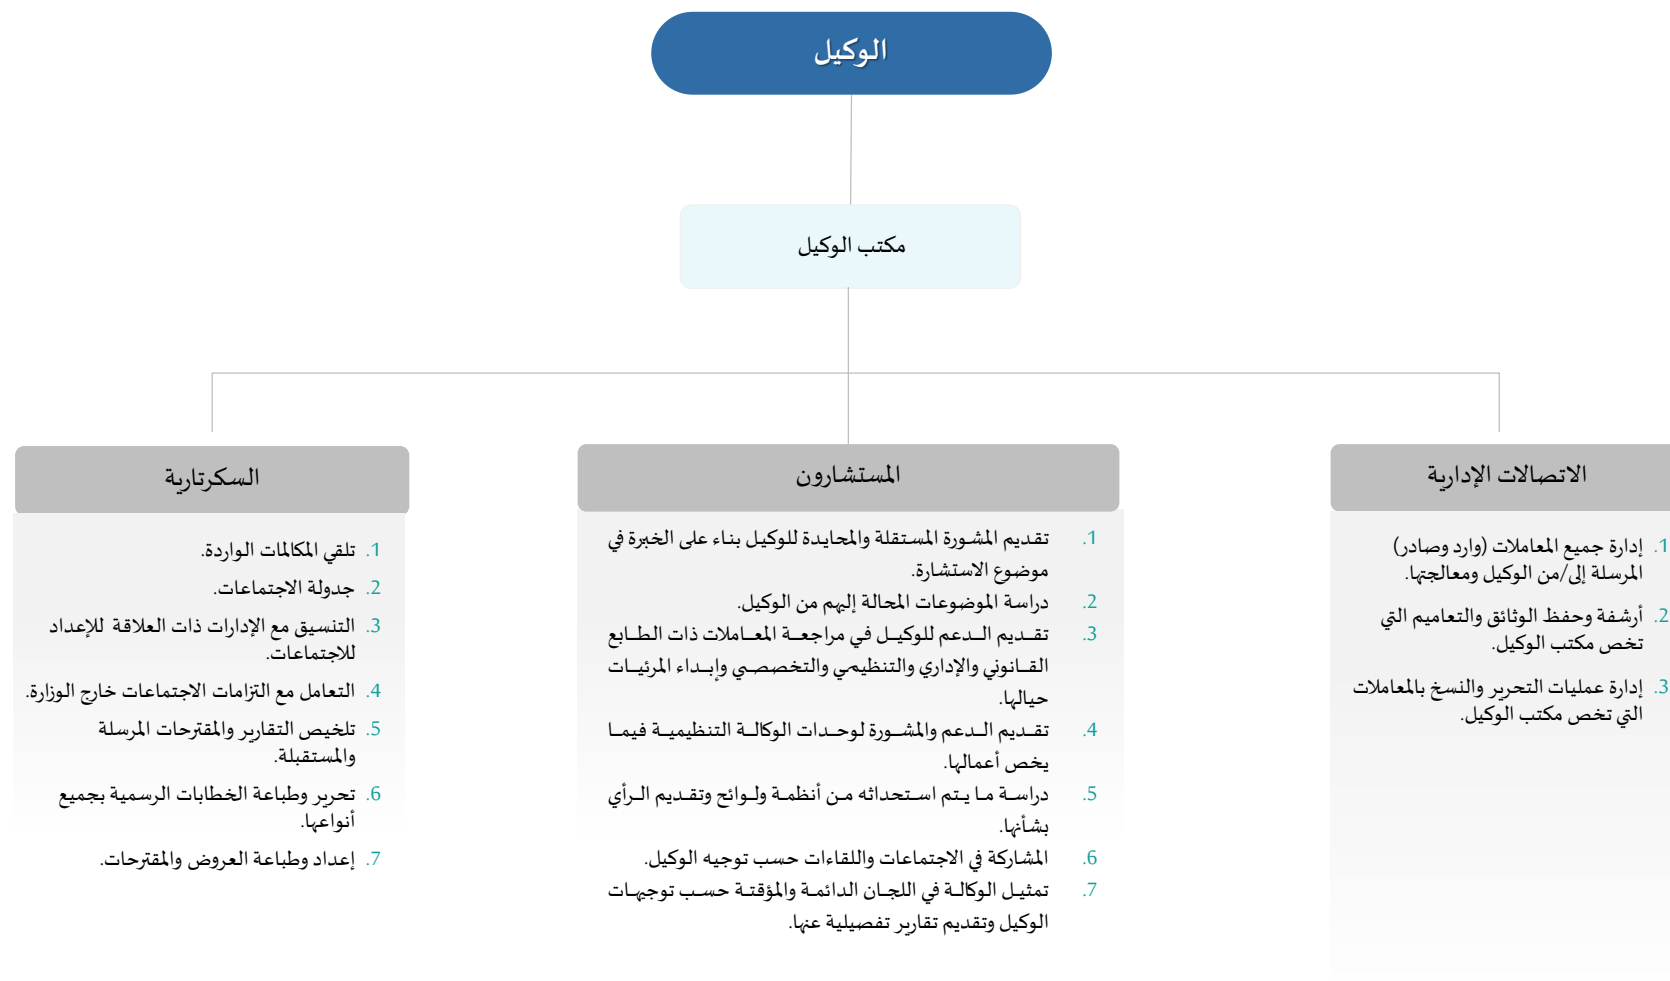 الوكيل
مكتب الوكيل
الاتصالات الإدارية
1. إدارة جميع المعاملات (وارد وصادر)
المرسلة إلى/من الوكيل ومعالجتها.
2. أرشفة وحفظ الوثائق والتعاميم التي
تخص مكتب الوكيل.
3. إدارة عمليات التحرير والنسخ بالمعاملات
التي تخص مكتب الوكيل.
المستشارون
1. تقديم المشورة المستقلة والمحايدة للوكيل بناء على الخبرة في
موضوع الاستشارة.
2. دراسة الموضوعات المحالة إليهم من الوكيل.
3. تقديم الدعم للوكيل في مراجعة المعاملات ذات الطابع
القانوني والإداري والتنظيمي والتخصصي وإبداء المرئيات
حيالها.
4. تقديم الدعم والمشورة لوحدات الوكالة التنظيمية فيما
يخص أعمالها.
5. دراسة ما يتم استحداثه من أنظمة ولوائح وتقديم الرأي
بشأنها.
6. المشاركة في الاجتماعات واللقاءات حسب توجيه الوكيل.
7. تمثيل الوكالة في اللجان الدائمة والمؤقتة حسب توجيهات
الوكيل وتقديم تقارير تفصيلية عنها.
السكرتارية
1. تلقي المكالمات الواردة.
2. جدولة الاجتماعات.
3. التنسيق مع الإدارات ذات العلاقة للإعداد
للاجتماعات.
4. التعامل مع التزامات الاجتماعات خارج الوزارة.
5. تلخيص التقارير والمقترحات المرسلة
والمستقبلة.
6. تحرير وطباعة الخطابات الرسمية بجميع
أنواعها.
7. إعداد وطباعة العروض والمقترحات.